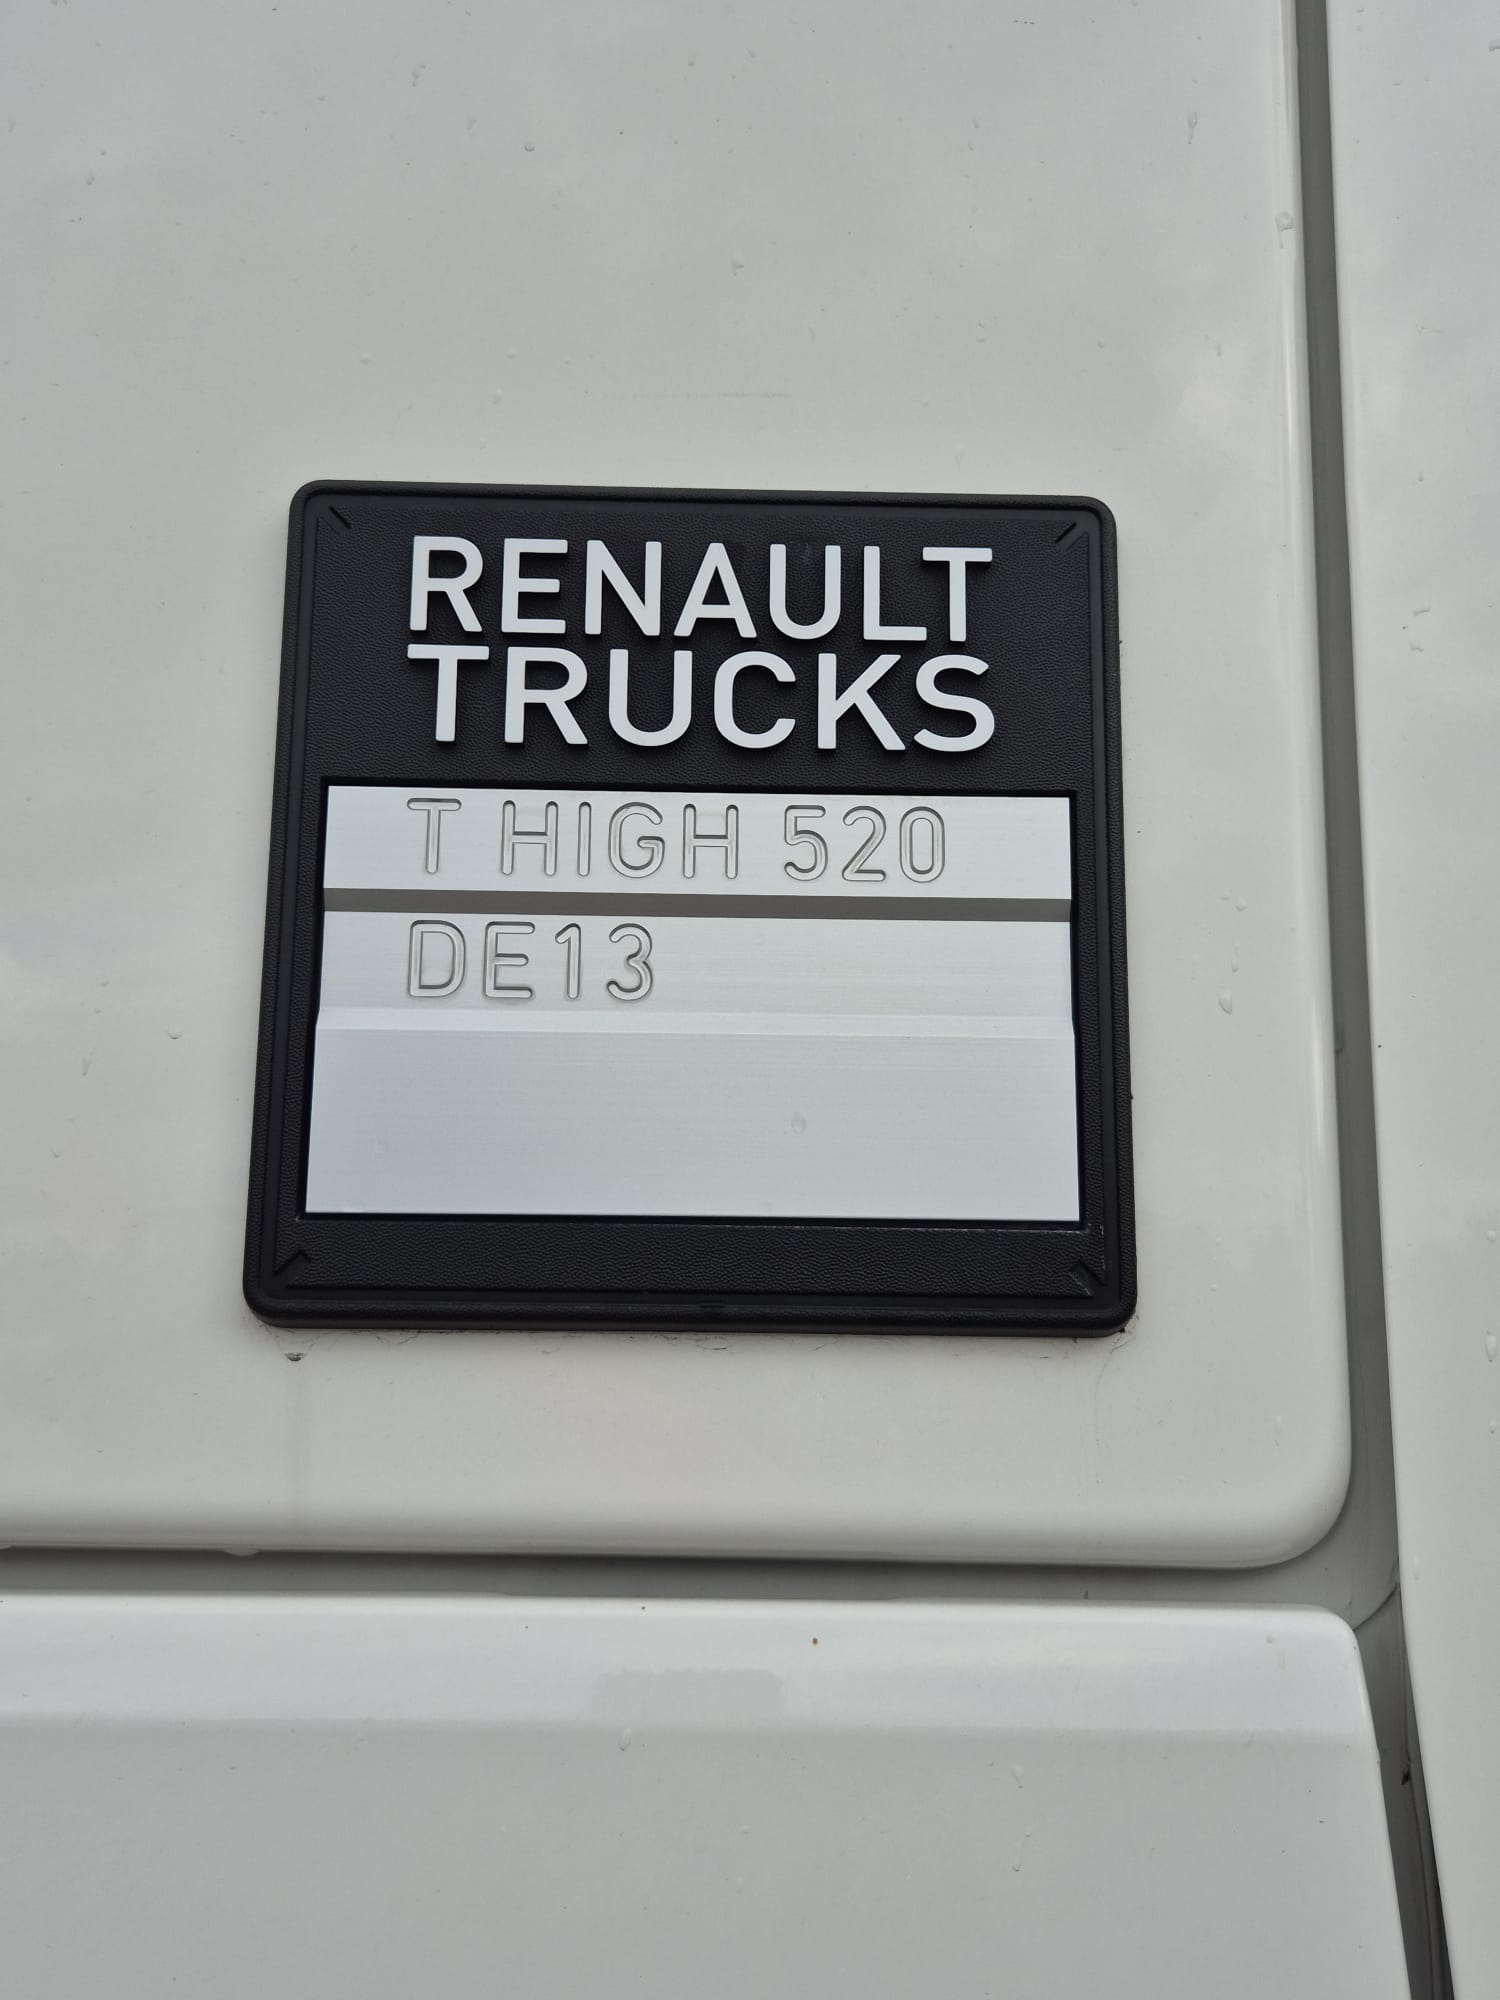 RENAULT
TRUCKS
T HIGH 520
DE13